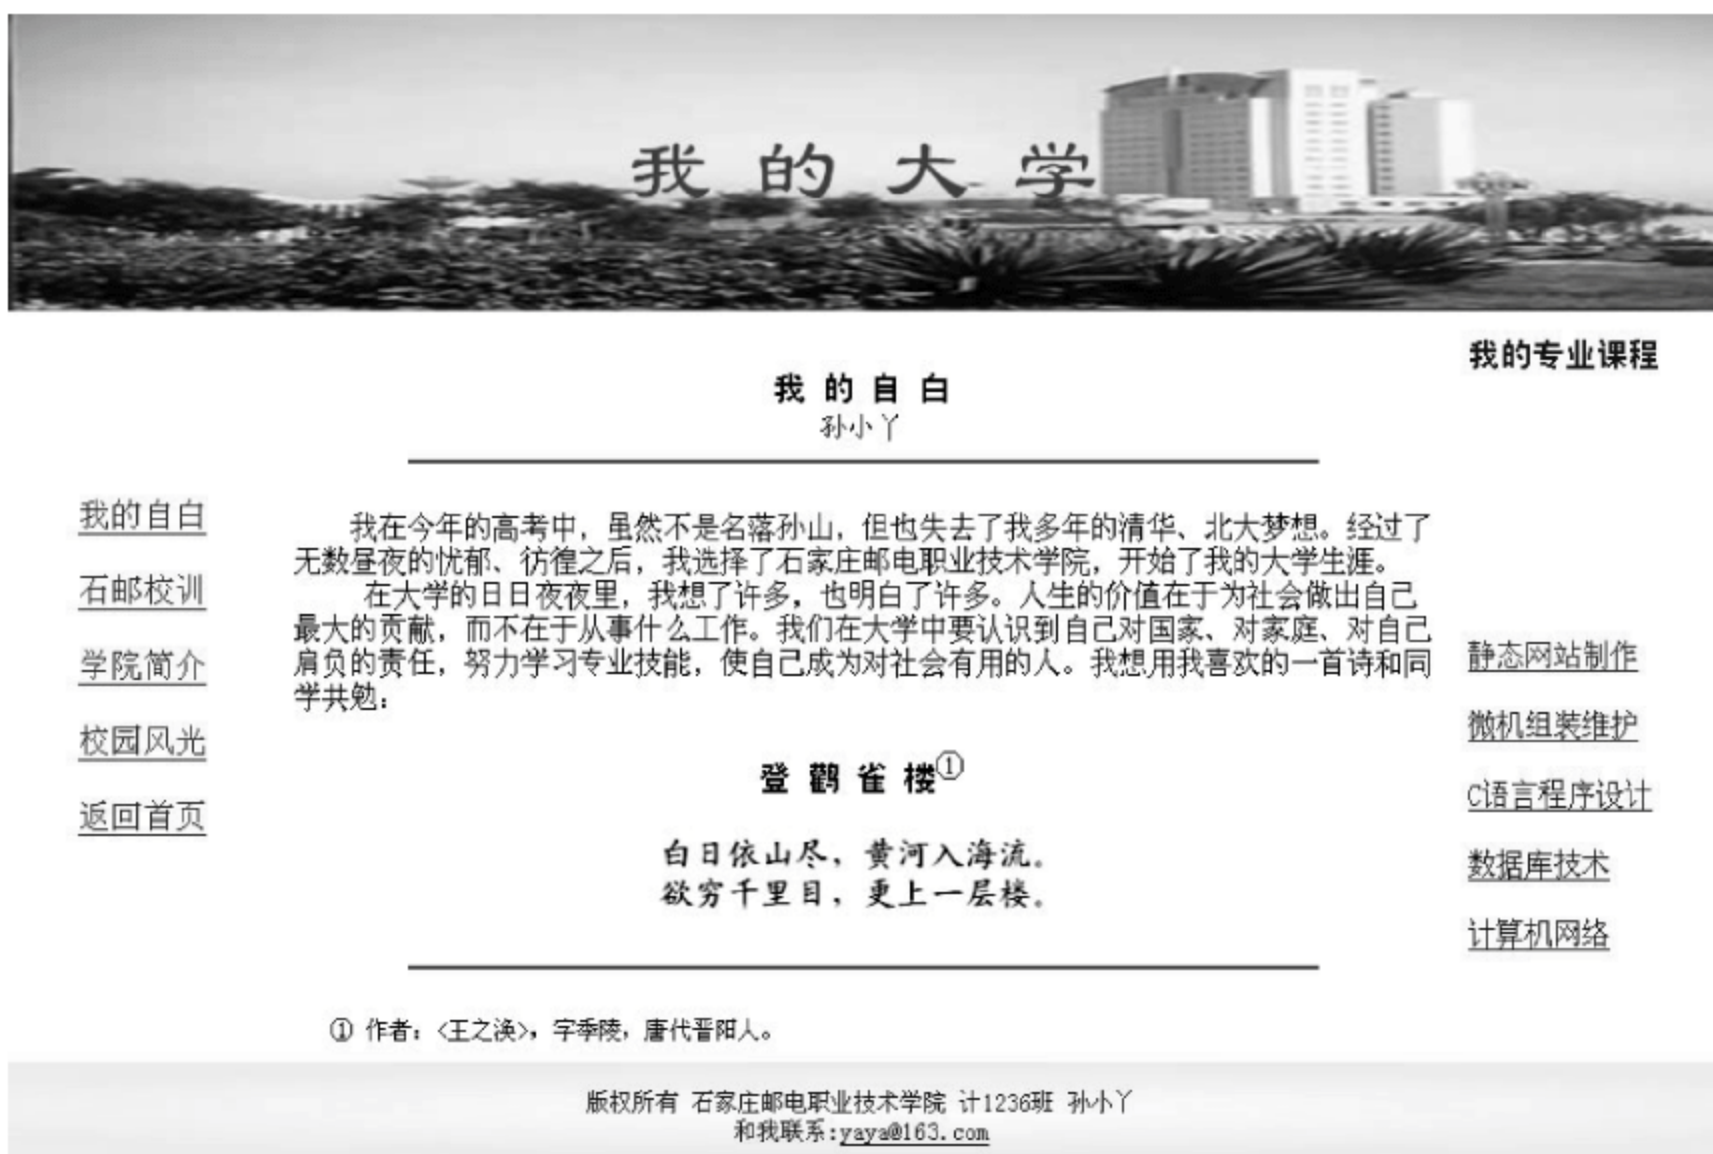 我的大学
我的自白
石邮校训
学院简介
校园风光
返回首页
我 的 自 白
孙小丫
我在今年的高考中，虽然不是名落孙山，但也失去了我多年的清华、北大梦想。经过了
无数昼夜的忧郁、彷徨之后，我选择了石家庄邮电职业技术学院，开始了我的大学生涯。
在大学的日日夜夜里，我想了许多，也明白了许多。人生的价值在于为社会做出自己
最大的贡献，而不在于从事什么工作。我们在大学中要认识到自己对国家、对家庭、对自己
肩负的责任，努力学习专业技能，使自己成为对社会有用的人。我想用我喜欢的一首诗和同
学共勉：
登 鹳 雀 楼①
白日依山尽，黄河入海流。
欲穷千里目，更上一层楼。
① 作者：<王之涣>，字季陵，唐代晋阳人。
我的专业课程
静态网站制作
微机组装维护
C语言程序设计
数据库技术
计算机网络
版权所有 石家庄邮电职业技术学院 计1236班 孙小丫
和我联系:yaya@163.com